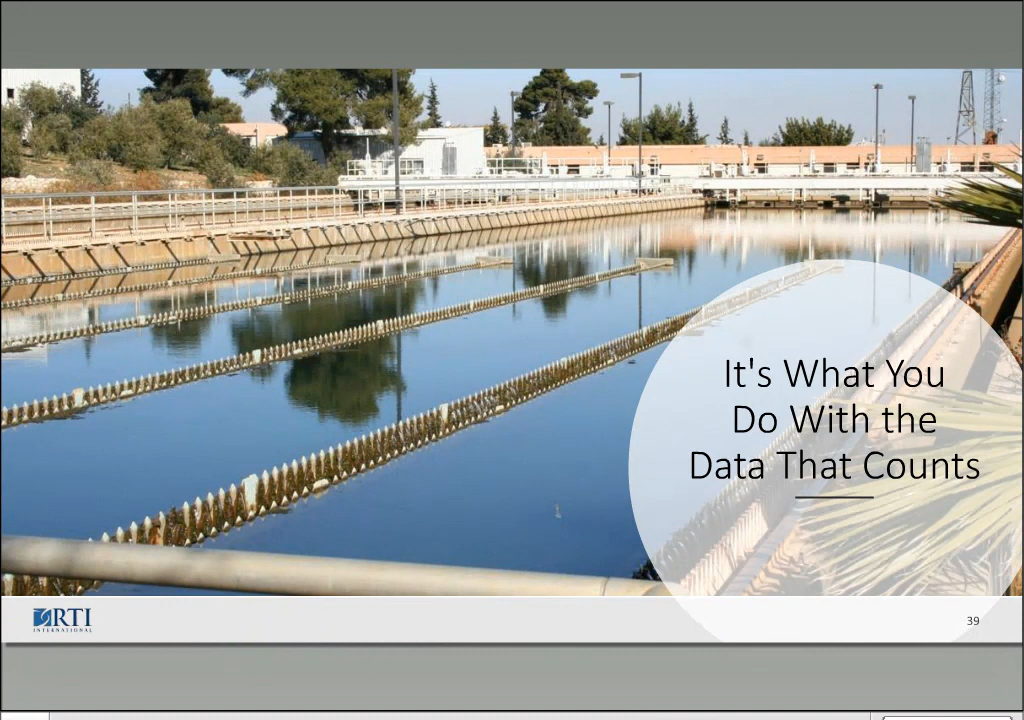 It's What You
Do With the
Data That Counts
RTI
INTERNATIONAL
39